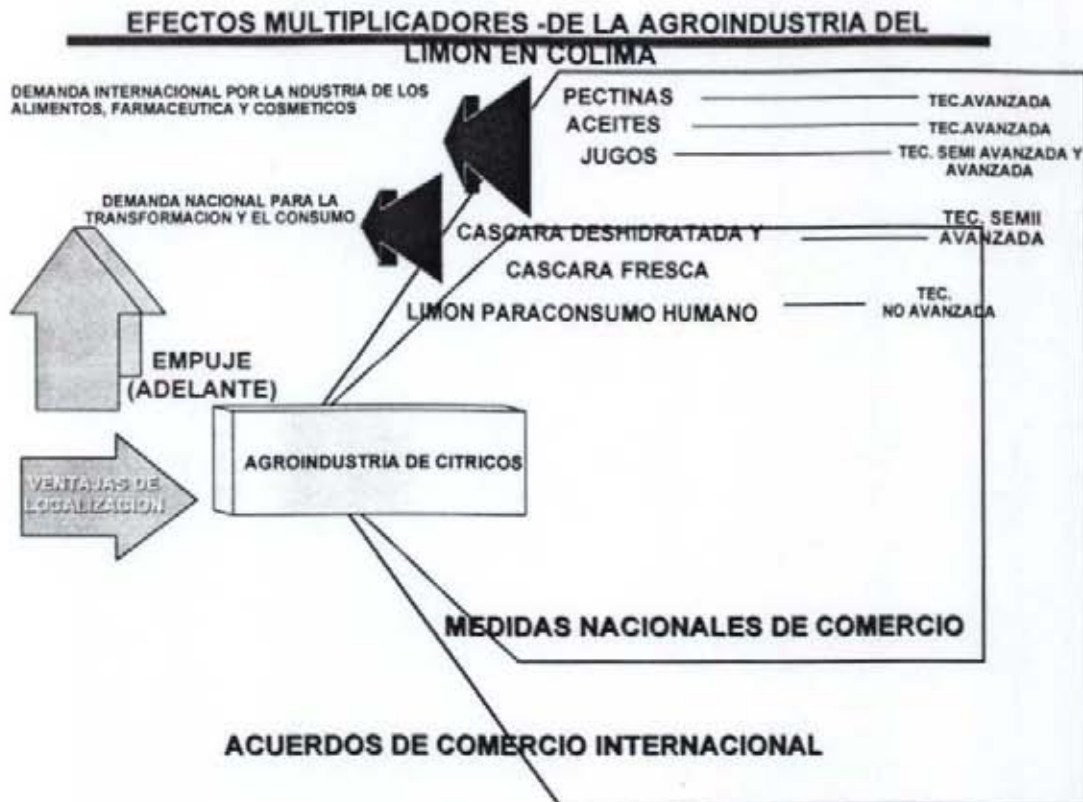 EFECTOS MULTIPLICADORES -DE LA AGROINDUSTRIA DEL
LIMON EN COLIMA
DEMANDA INTERNACIONAL POR LA NDUSTRIA DE LOS
ALIMENTOS, FARMACEUTICA Y COSMETICOS
PECTINAS
TEC.AVANZADA
ACEITES
TEC.AVANZADA
JUGOS
TEC. SEMI AVANZADA Y
AVANZADA
DEMANDA NACIONAL PARA LA
TRANSFORMACION Y EL CONSUMO
CASCARA DESHIDRATADA Y
CASCARA FRESCA
TEC. SEMII
AVANZADA
LIMON PARACONSUMO HUMANO
TEC.
NO AVANZADA
EMPUJE
(ADELANTE)
AGROINDUSTRIA DE CITRICOS
VENTAJAS DE
LOCALIZACION
MEDIDAS NACIONALES DE COMERCIO
ACUERDOS DE COMERCIO INTERNACIONAL